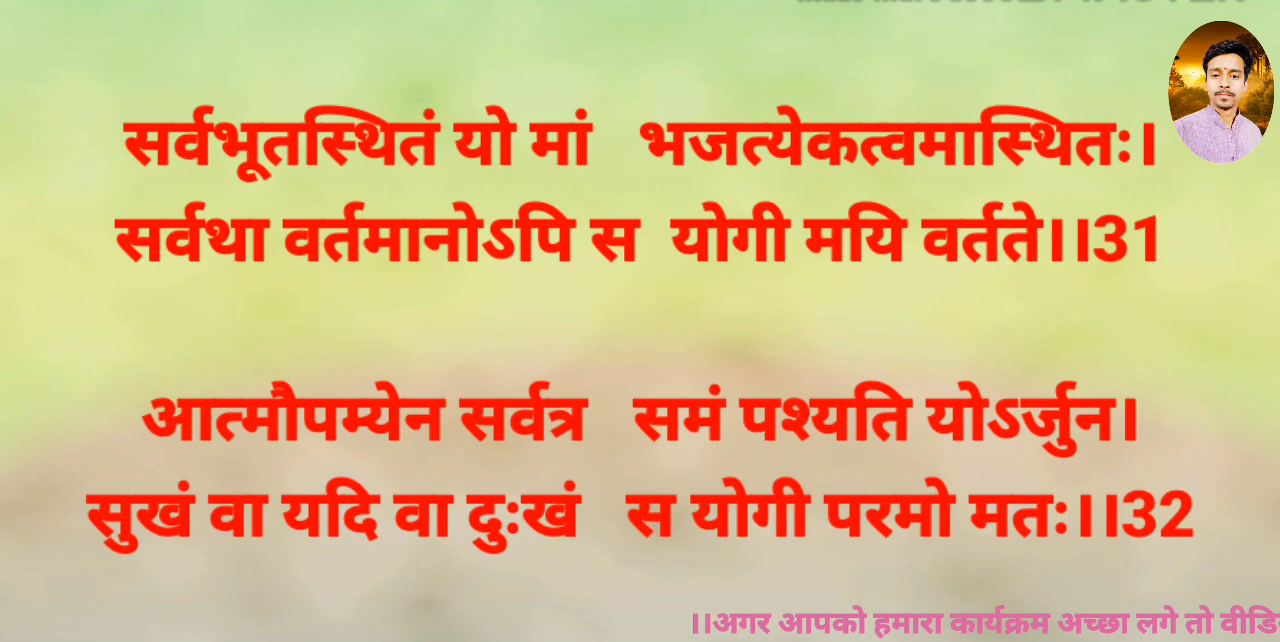 सर्वभूतस्थितं यो मां भजत्येकत्वमास्थितः।
सर्वथा वर्तमानोऽपि स योगी मयि वर्तते।।31
आत्मौपम्येन सर्वत्र समं पश्यति योऽर्जुन।
सुखं वा यदि वा दुःखं स योगी परमो मतः।।32
।।अगर आपको हमारा कार्यक्रम अच्छा लगे तो